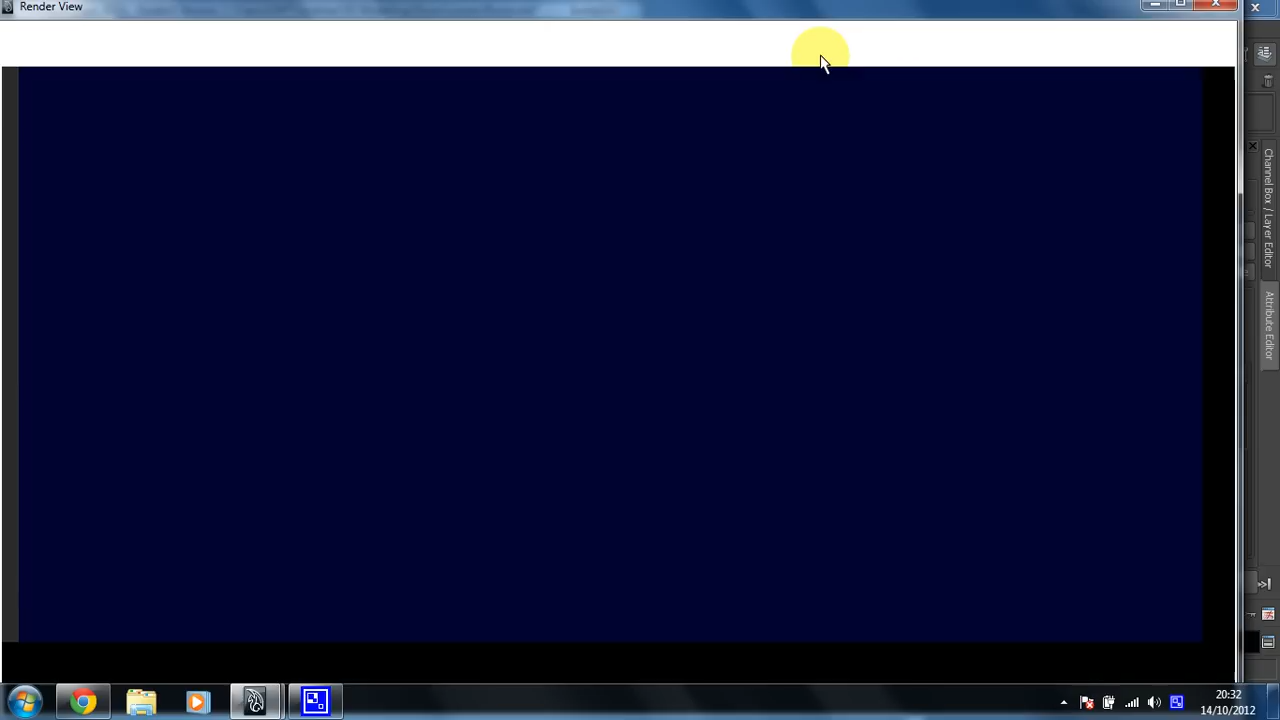 Render View
Channel Box / Layer Editor
Attribute Editor
20:32
14/10/2012